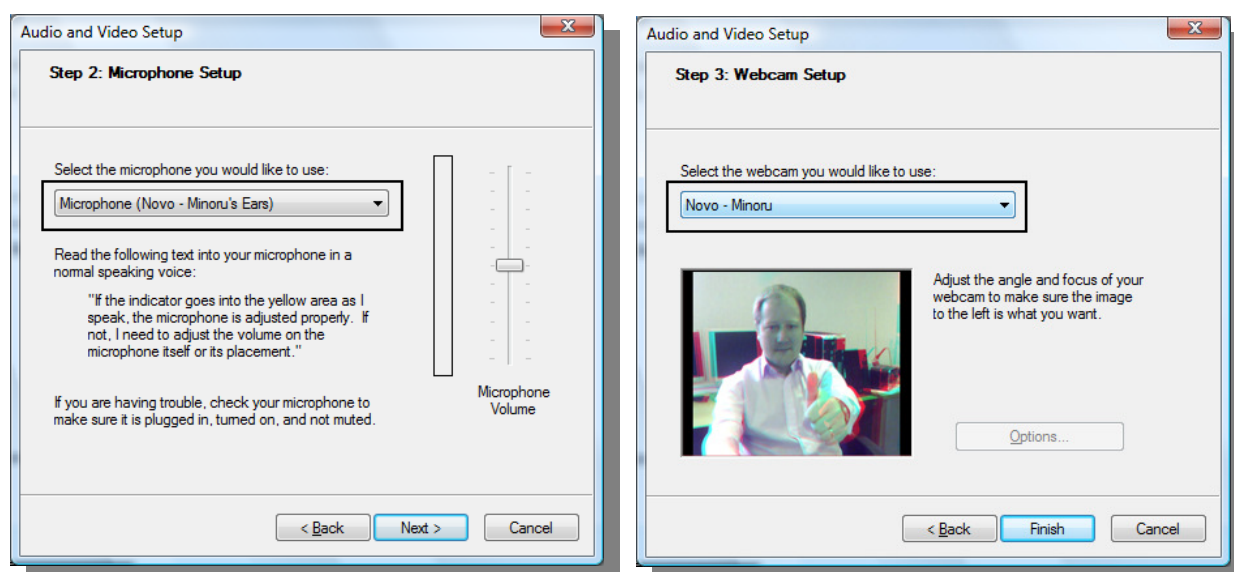 Audio and Video Setup
Step 2: Microphone Setup
Select the microphone you would like to use:
Microphone (Novo - Minoru's Ears)
Read the following text into your microphone in a
normal speaking voice:
"If the indicator goes into the yellow area as I
speak, the microphone is adjusted properly. If
not, I need to adjust the volume on the
microphone itself or its placement."
If you are having trouble, check your microphone to
make sure it is plugged in, turned on, and not muted.
Microphone
Volume
< Back
Next >
Cancel
Audio and Video Setup
Step 3: Webcam Setup
Select the webcam you would like to use:
Novo - Minoru
Adjust the angle and focus of your
webcam to make sure the image
to the left is what you want.
Options...
< Back
Finish
Cancel